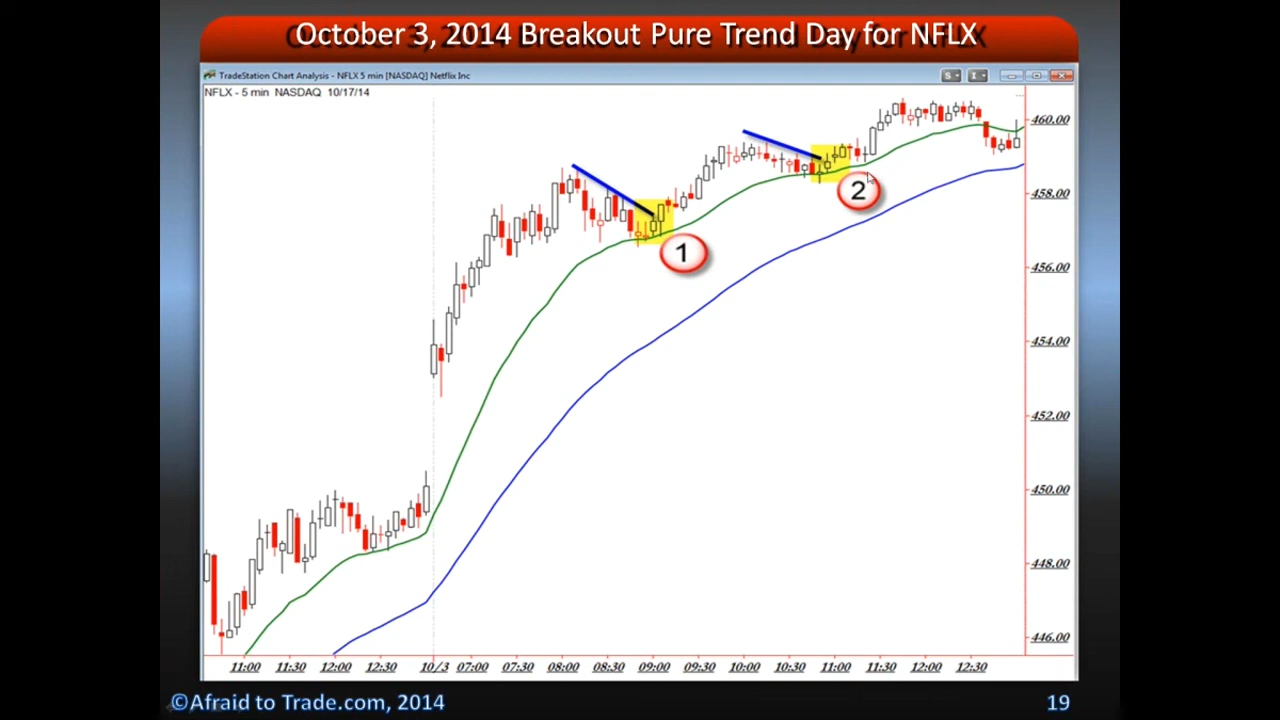 October 3, 2014 Breakout Pure Trend Day for NFLX
TradeStation Chart Analysis - NFLX 5 min [NASDAQ] Netflix Inc
S
I
NFLX - 5 min NASDAQ 10/17/14
460.00
458.00
456.00
454.00
452.00
450.00
448.00
446.00
1
2
11:00 11:30 12:00 12:30 10/3 07:00 07:30 08:00 08:30 09:00 09:30 10:00 10:30 11:00 11:30 12:00 12:30
©Afraid to Trade.com, 2014
19